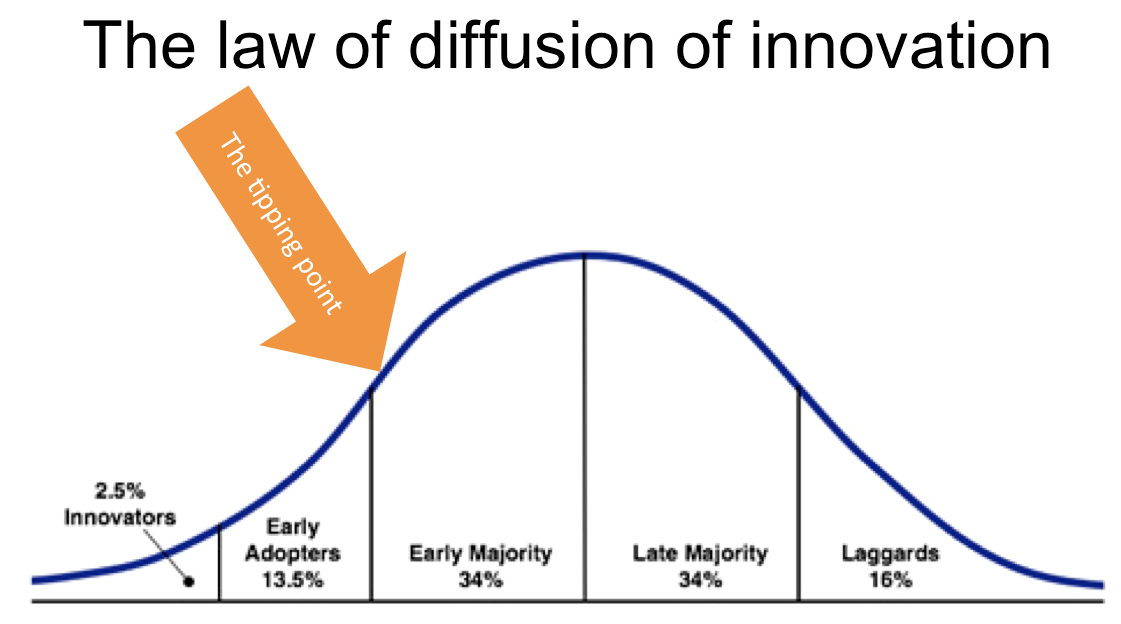 The law of diffusion of innovation
The tipping point
2.5%
Innovators
Early
Adopters
13.5%
Early Majority
34%
Late Majority
34%
Laggards
16%